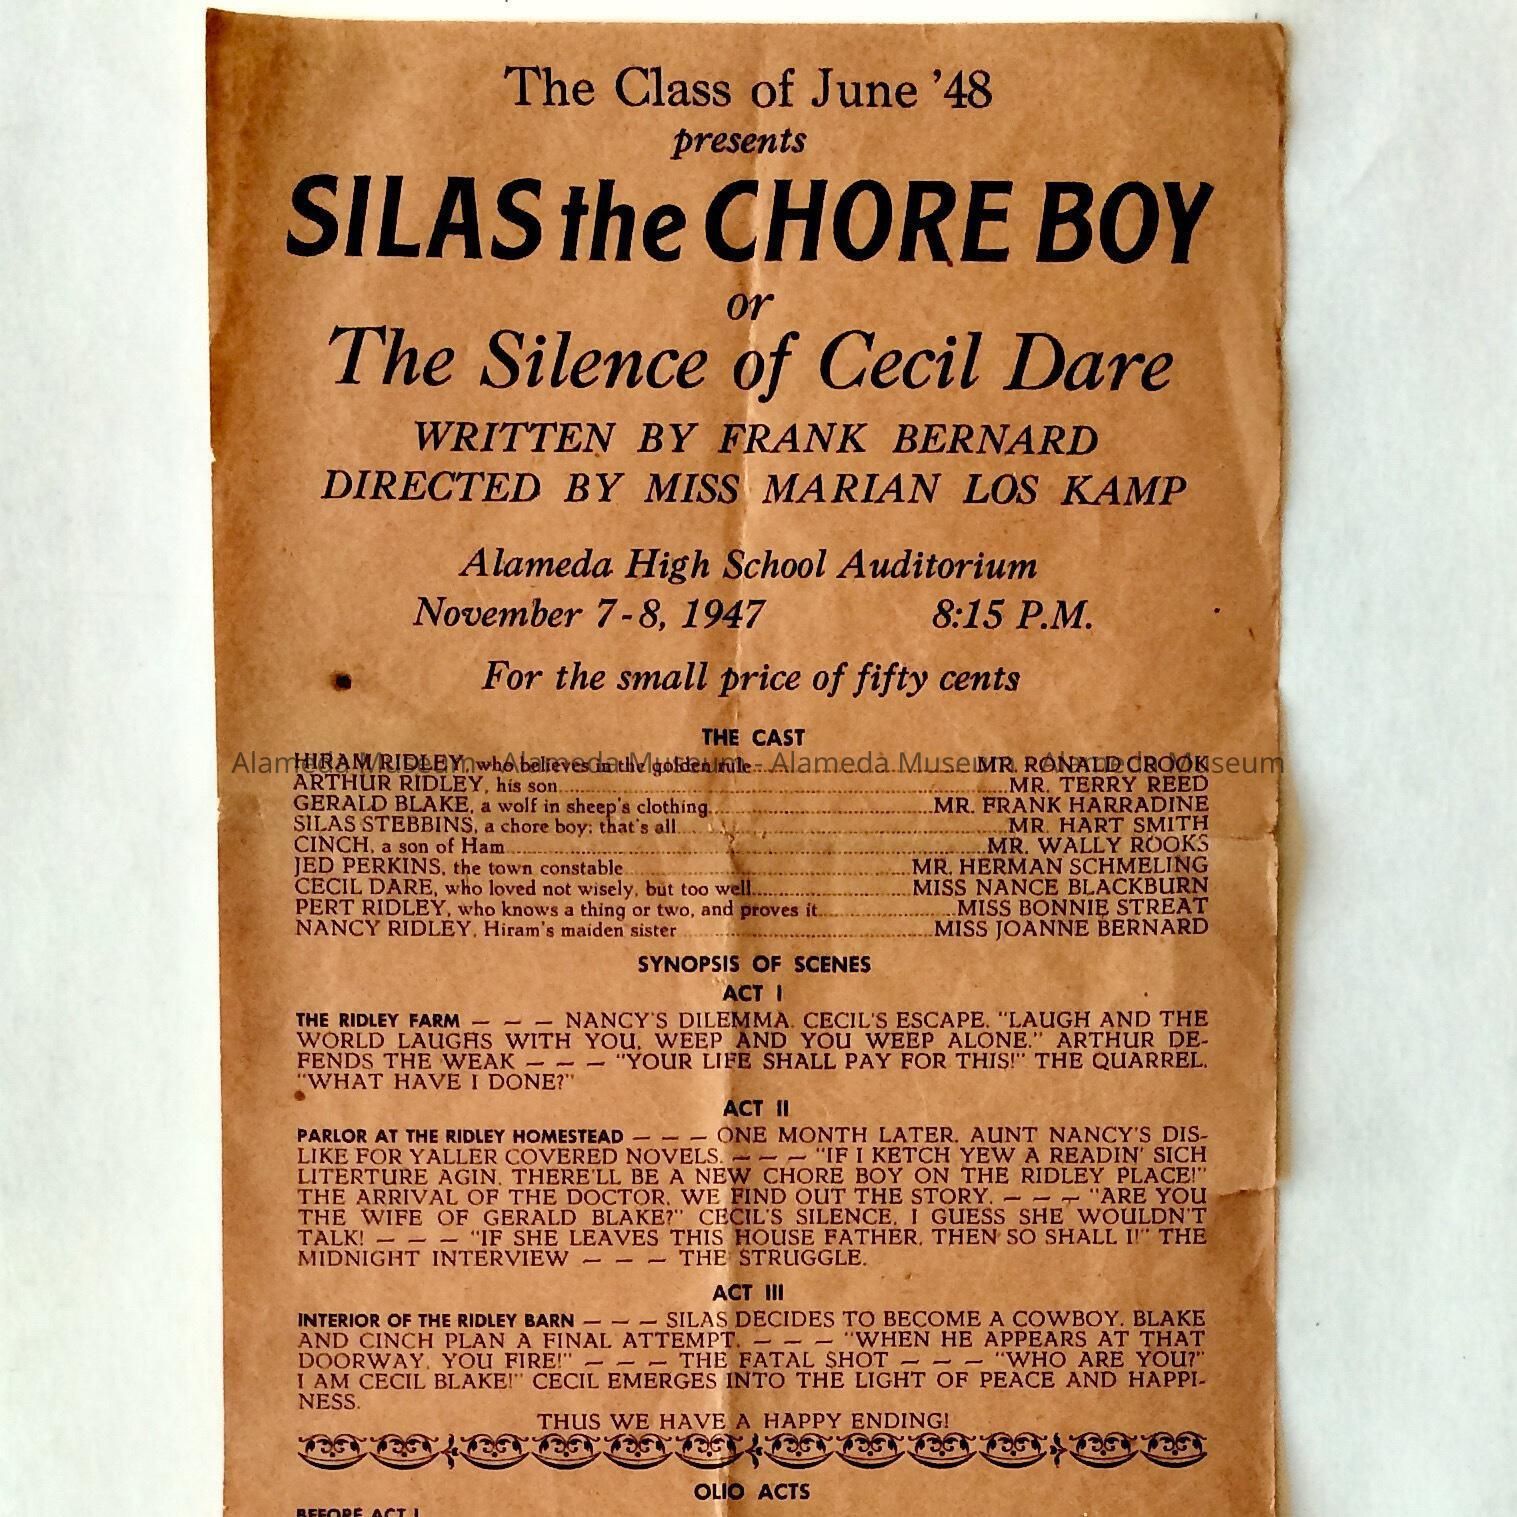 The Class of June '48
presents
SILAS the CHORE BOY
or
The Silence of Cecil Dare
WRITTEN BY FRANK BERNARD
DIRECTED BY MISS MARIAN LOS KAMP
Alameda High School Auditorium
November 7-8, 1947 8:15 P.M.
For the small price of fifty cents
THE CAST
Alameda Museum - Alameda Museum - Alameda Museum - Alameda Museum
HIRAM RIDLEY, who believes in the golden rule MR. RONALD CROOK
ARTHUR RIDLEY, his son MR. TERRY REED
GERALD BLAKE, a wolf in sheep's clothing MR. FRANK HARRADINE
SILAS STEBBINS, a chore boy; that's all MR. HART SMITH
CINCH, a son of Ham MR. WALLY ROOKS
JED PERKINS, the town constable MR. HERMAN SCHMELING
CECIL DARE, who loved not wisely, but too well MISS NANCE BLACKBURN
PERT RIDLEY, who knows a thing or two, and proves it MISS BONNIE STREAT
NANCY RIDLEY, Hiram's maiden sister MISS JOANNE BERNARD
SYNOPSIS OF SCENES
ACT I
THE RIDLEY FARM — — — NANCY'S DILEMMA. CECIL'S ESCAPE. "LAUGH AND THE
WORLD LAUGHS WITH YOU, WEEP AND YOU WEEP ALONE." ARTHUR DE-
FENDS THE WEAK — — — "YOUR LIFE SHALL PAY FOR THIS!" THE QUARREL.
"WHAT HAVE I DONE?"
ACT II
PARLOR AT THE RIDLEY HOMESTEAD — — — ONE MONTH LATER. AUNT NANCY'S DIS-
LIKE FOR YALLER COVERED NOVELS. — — — "IF I KETCH YEW A READIN' SICH
LITERTURE AGIN, THERE'LL BE A NEW CHORE BOY ON THE RIDLEY PLACE!"
THE ARRIVAL OF THE DOCTOR. WE FIND OUT THE STORY. — — — "ARE YOU
THE WIFE OF GERALD BLAKE?" CECIL'S SILENCE, I GUESS SHE WOULDN'T
TALK! — — — "IF SHE LEAVES THIS HOUSE FATHER, THEN SO SHALL I!" THE
MIDNIGHT INTERVIEW — — — THE STRUGGLE.
ACT III
INTERIOR OF THE RIDLEY BARN — — — SILAS DECIDES TO BECOME A COWBOY. BLAKE
AND CINCH PLAN A FINAL ATTEMPT. — — — "WHEN HE APPEARS AT THAT
DOORWAY, YOU FIRE!" — — — THE FATAL SHOT — — — "WHO ARE YOU?"
I AM CECIL BLAKE!" CECIL EMERGES INTO THE LIGHT OF PEACE AND HAPPI-
NESS.
THUS WE HAVE A HAPPY ENDING!
OLIO ACTS
BEFORE ACT I